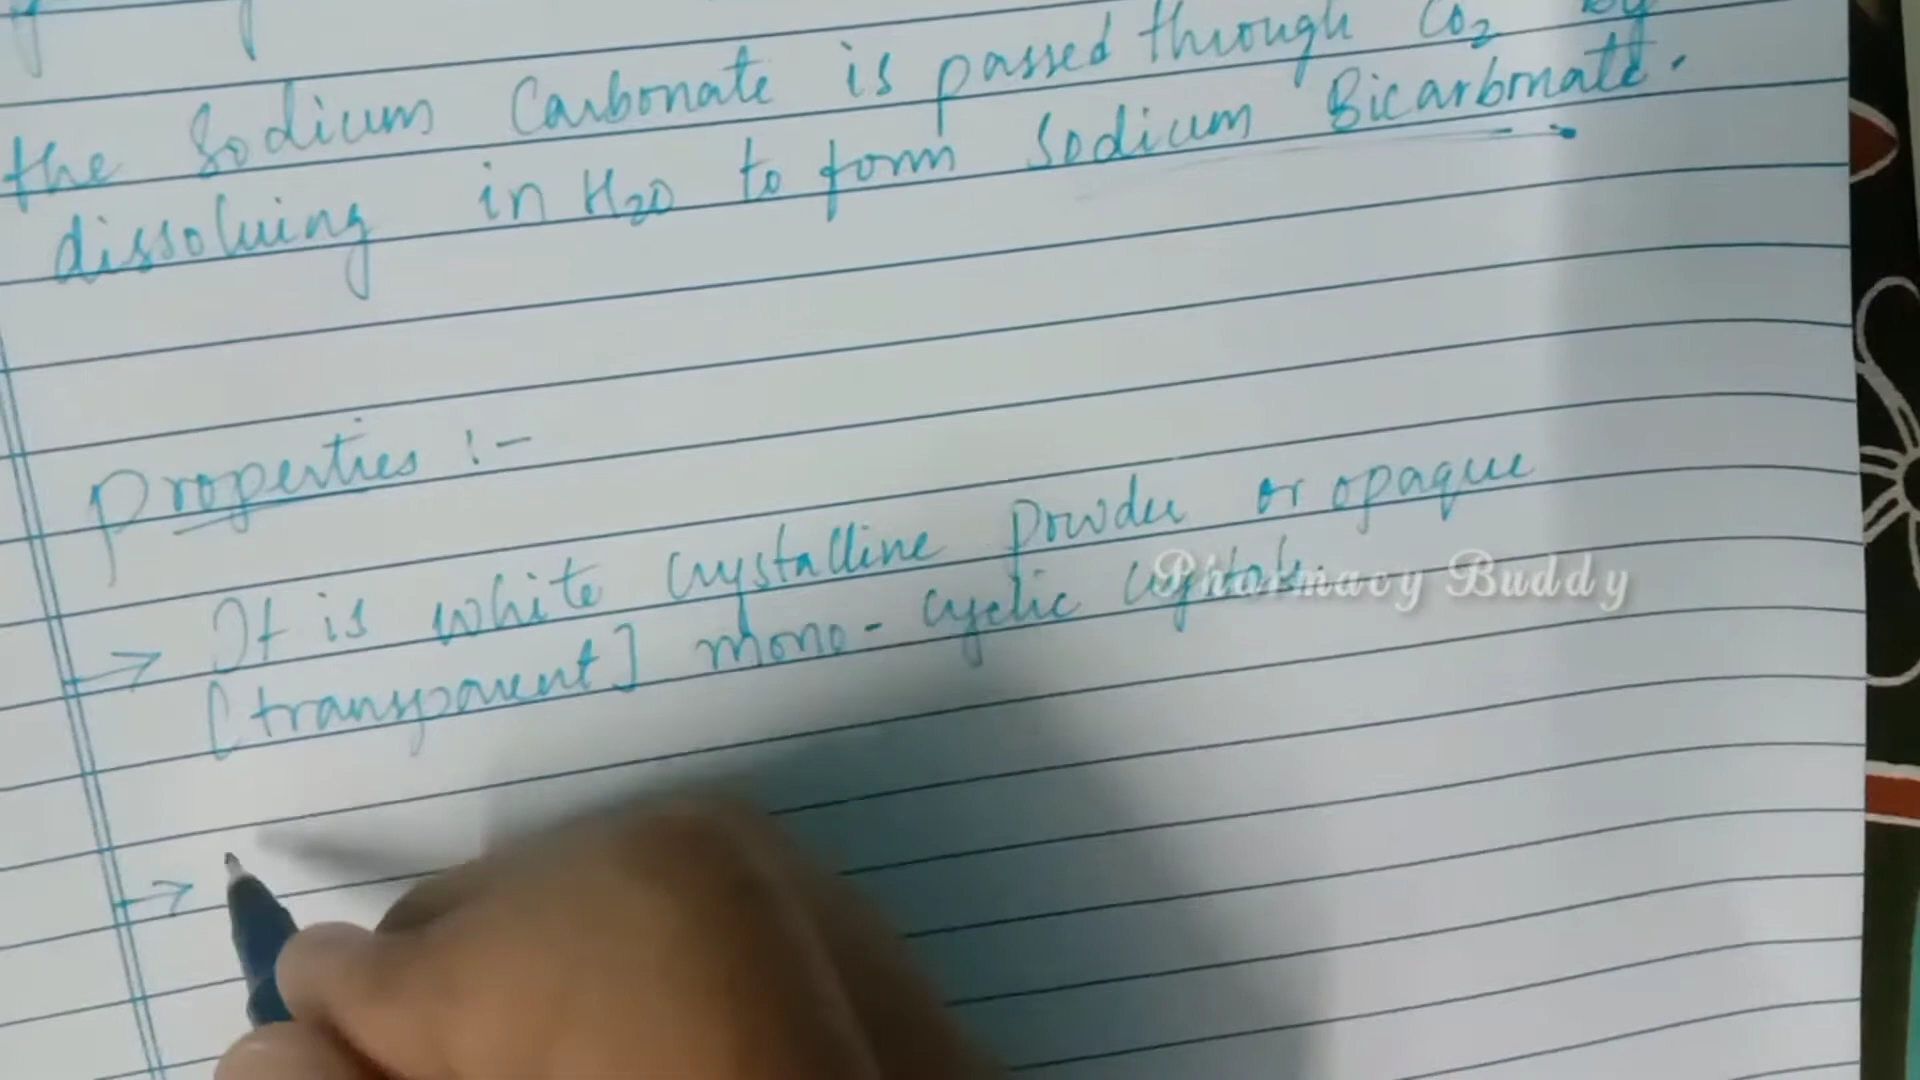 the Sodium Carbonate is passed through CO2 by
dissolving in H2O to form Sodium Bicarbonate.
Properties :-
→ It is white crystalline powder or opaque
[transparent] mono-cyclic crystals.
→
Pharmacy Buddy